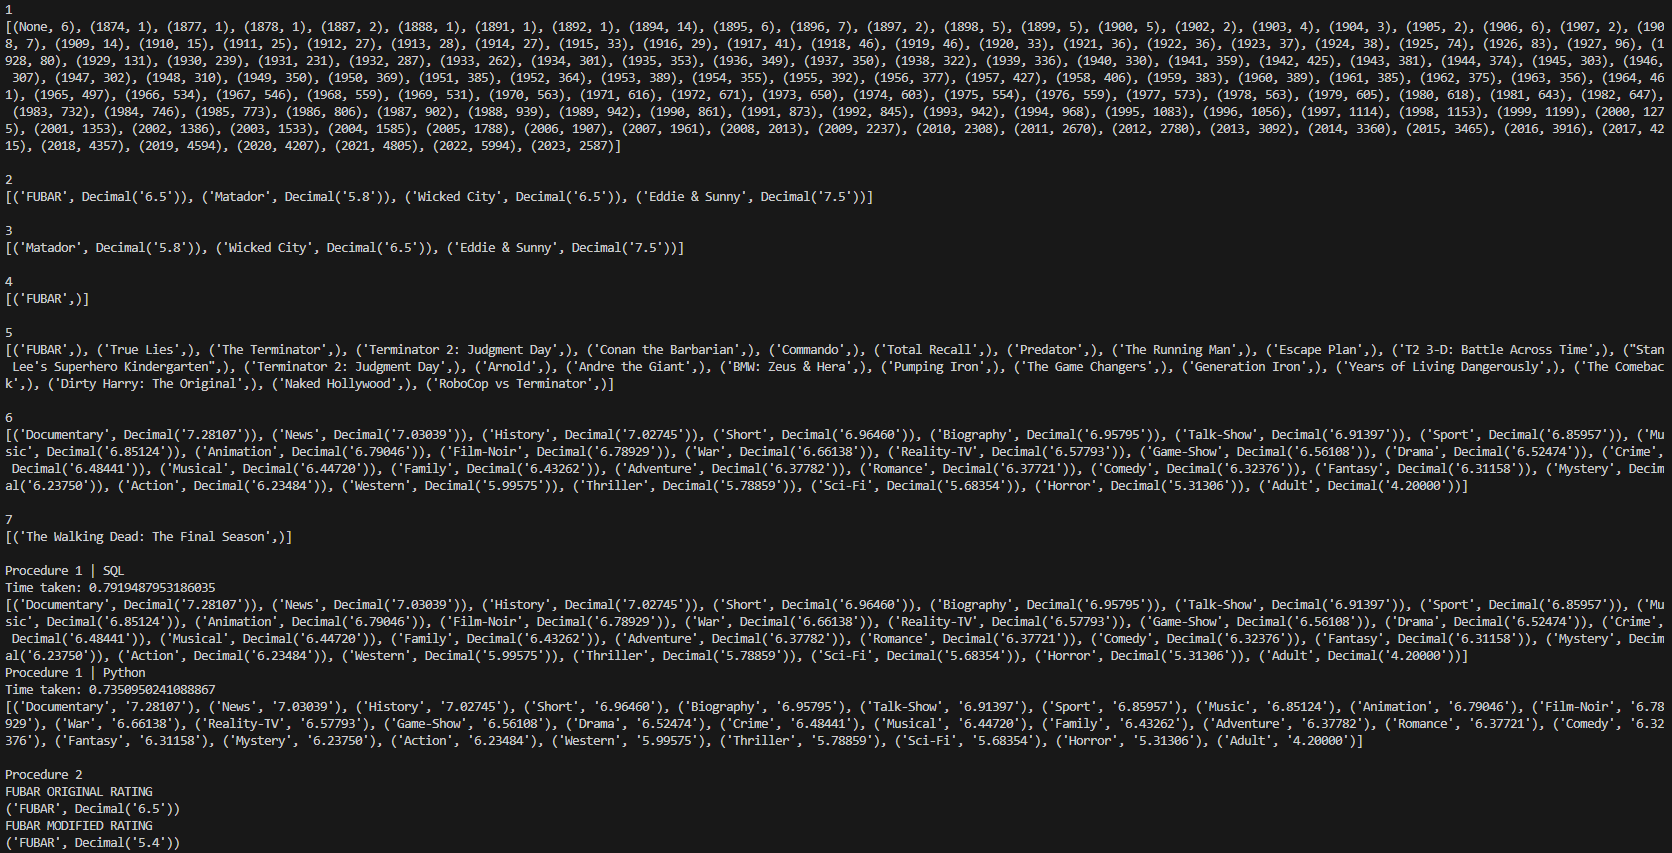 1
[(None, 6), (1874, 1), (1877, 1), (1878, 1), (1887, 2), (1888, 1), (1891, 1), (1892, 1), (1894, 14), (1895, 6), (1896, 7), (1897, 2), (1898, 5), (1899, 5), (1900, 5), (1902, 2), (1903, 4), (1904, 3), (1905, 2), (1906, 6), (1907, 2), (190
8, 7), (1909, 14), (1910, 15), (1911, 25), (1912, 27), (1913, 28), (1914, 27), (1915, 33), (1916, 29), (1917, 41), (1918, 46), (1919, 46), (1920, 33), (1921, 36), (1922, 36), (1923, 37), (1924, 38), (1925, 74), (1926, 83), (1927, 96), (1
928, 80), (1929, 131), (1930, 239), (1931, 231), (1932, 287), (1933, 262), (1934, 301), (1935, 353), (1936, 349), (1937, 350), (1938, 322), (1939, 336), (1940, 330), (1941, 359), (1942, 425), (1943, 381), (1944, 374), (1945, 303), (1946,
 307), (1947, 302), (1948, 310), (1949, 350), (1950, 369), (1951, 385), (1952, 364), (1953, 389), (1954, 355), (1955, 392), (1956, 377), (1957, 427), (1958, 406), (1959, 383), (1960, 389), (1961, 385), (1962, 375), (1963, 356), (1964, 46
1), (1965, 497), (1966, 534), (1967, 546), (1968, 559), (1969, 531), (1970, 563), (1971, 616), (1972, 671), (1973, 650), (1974, 603), (1975, 554), (1976, 559), (1977, 573), (1978, 563), (1979, 605), (1980, 618), (1981, 643), (1982, 647),
 (1983, 732), (1984, 746), (1985, 773), (1986, 806), (1987, 902), (1988, 939), (1989, 942), (1990, 861), (1991, 873), (1992, 845), (1993, 942), (1994, 968), (1995, 1083), (1996, 1056), (1997, 1114), (1998, 1153), (1999, 1199), (2000, 127
5), (2001, 1353), (2002, 1386), (2003, 1533), (2004, 1585), (2005, 1788), (2006, 1907), (2007, 1961), (2008, 2013), (2009, 2237), (2010, 2308), (2011, 2670), (2012, 2780), (2013, 3092), (2014, 3360), (2015, 3465), (2016, 3916), (2017, 42
15), (2018, 4357), (2019, 4594), (2020, 4207), (2021, 4805), (2022, 5994), (2023, 2587)]
2
[('FUBAR', Decimal('6.5')), ('Matador', Decimal('5.8')), ('Wicked City', Decimal('6.5')), ('Eddie & Sunny', Decimal('7.5'))]
3
[('Matador', Decimal('5.8')), ('Wicked City', Decimal('6.5')), ('Eddie & Sunny', Decimal('7.5'))]
4
[('FUBAR',)]
5
[('FUBAR',), ('True Lies',), ('The Terminator',), ('Terminator 2: Judgment Day',), ('Conan the Barbarian',), ('Commando',), ('Total Recall',), ('Predator',), ('The Running Man',), ('Escape Plan',), ('T2 3-D: Battle Across Time',), ("Stan
 Lee's Superhero Kindergarten",), ('Terminator 2: Judgment Day',), ('Arnold',), ('Andre the Giant',), ('BMW: Zeus & Hera',), ('Pumping Iron',), ('The Game Changers',), ('Generation Iron',), ('Years of Living Dangerously',), ('The Comebac
k',), ('Dirty Harry: The Original',), ('Naked Hollywood',), ('RoboCop vs Terminator',)]
6
[('Documentary', Decimal('7.28107')), ('News', Decimal('7.03039')), ('History', Decimal('7.02745')), ('Short', Decimal('6.96460')), ('Biography', Decimal('6.95795')), ('Talk-Show', Decimal('6.91397')), ('Sport', Decimal('6.85957')), ('Mu
sic', Decimal('6.85124')), ('Animation', Decimal('6.79046')), ('Film-Noir', Decimal('6.78929')), ('War', Decimal('6.66138')), ('Reality-TV', Decimal('6.57793')), ('Game-Show', Decimal('6.56108')), ('Drama', Decimal('6.52474')), ('Crime',
 Decimal('6.48441')), ('Musical', Decimal('6.44720')), ('Family', Decimal('6.43262')), ('Adventure', Decimal('6.37782')), ('Romance', Decimal('6.37721')), ('Comedy', Decimal('6.32376')), ('Fantasy', Decimal('6.31158')), ('Mystery', Decim
al('6.23750')), ('Action', Decimal('6.23484')), ('Western', Decimal('5.99575')), ('Thriller', Decimal('5.78859')), ('Sci-Fi', Decimal('5.68354')), ('Horror', Decimal('5.31306')), ('Adult', Decimal('4.20000'))]
7
[('The Walking Dead: The Final Season',)]
Procedure 1 | SQL
Time taken: 0.7919487953186035
[('Documentary', Decimal('7.28107')), ('News', Decimal('7.03039')), ('History', Decimal('7.02745')), ('Short', Decimal('6.96460')), ('Biography', Decimal('6.95795')), ('Talk-Show', Decimal('6.91397')), ('Sport', Decimal('6.85957')), ('Mu
sic', Decimal('6.85124')), ('Animation', Decimal('6.79046')), ('Film-Noir', Decimal('6.78929')), ('War', Decimal('6.66138')), ('Reality-TV', Decimal('6.57793')), ('Game-Show', Decimal('6.56108')), ('Drama', Decimal('6.52474')), ('Crime',
 Decimal('6.48441')), ('Musical', Decimal('6.44720')), ('Family', Decimal('6.43262')), ('Adventure', Decimal('6.37782')), ('Romance', Decimal('6.37721')), ('Comedy', Decimal('6.32376')), ('Fantasy', Decimal('6.31158')), ('Mystery', Decim
al('6.23750')), ('Action', Decimal('6.23484')), ('Western', Decimal('5.99575')), ('Thriller', Decimal('5.78859')), ('Sci-Fi', Decimal('5.68354')), ('Horror', Decimal('5.31306')), ('Adult', Decimal('4.20000'))]
Procedure 1 | Python
Time taken: 0.7350950241088867
[('Documentary', '7.28107'), ('News', '7.03039'), ('History', '7.02745'), ('Short', '6.96460'), ('Biography', '6.95795'), ('Talk-Show', '6.91397'), ('Sport', '6.85957'), ('Music', '6.85124'), ('Animation', '6.79046'), ('Film-Noir', '6.78
929'), ('War', '6.66138'), ('Reality-TV', '6.57793'), ('Game-Show', '6.56108'), ('Drama', '6.52474'), ('Crime', '6.48441'), ('Musical', '6.44720'), ('Family', '6.43262'), ('Adventure', '6.37782'), ('Romance', '6.37721'), ('Comedy', '6.32
376'), ('Fantasy', '6.31158'), ('Mystery', '6.23750'), ('Action', '6.23484'), ('Western', '5.99575'), ('Thriller', '5.78859'), ('Sci-Fi', '5.68354'), ('Horror', '5.31306'), ('Adult', '4.20000')]
Procedure 2
FUBAR ORIGINAL RATING
('FUBAR', Decimal('6.5'))
FUBAR MODIFIED RATING
('FUBAR', Decimal('5.4'))